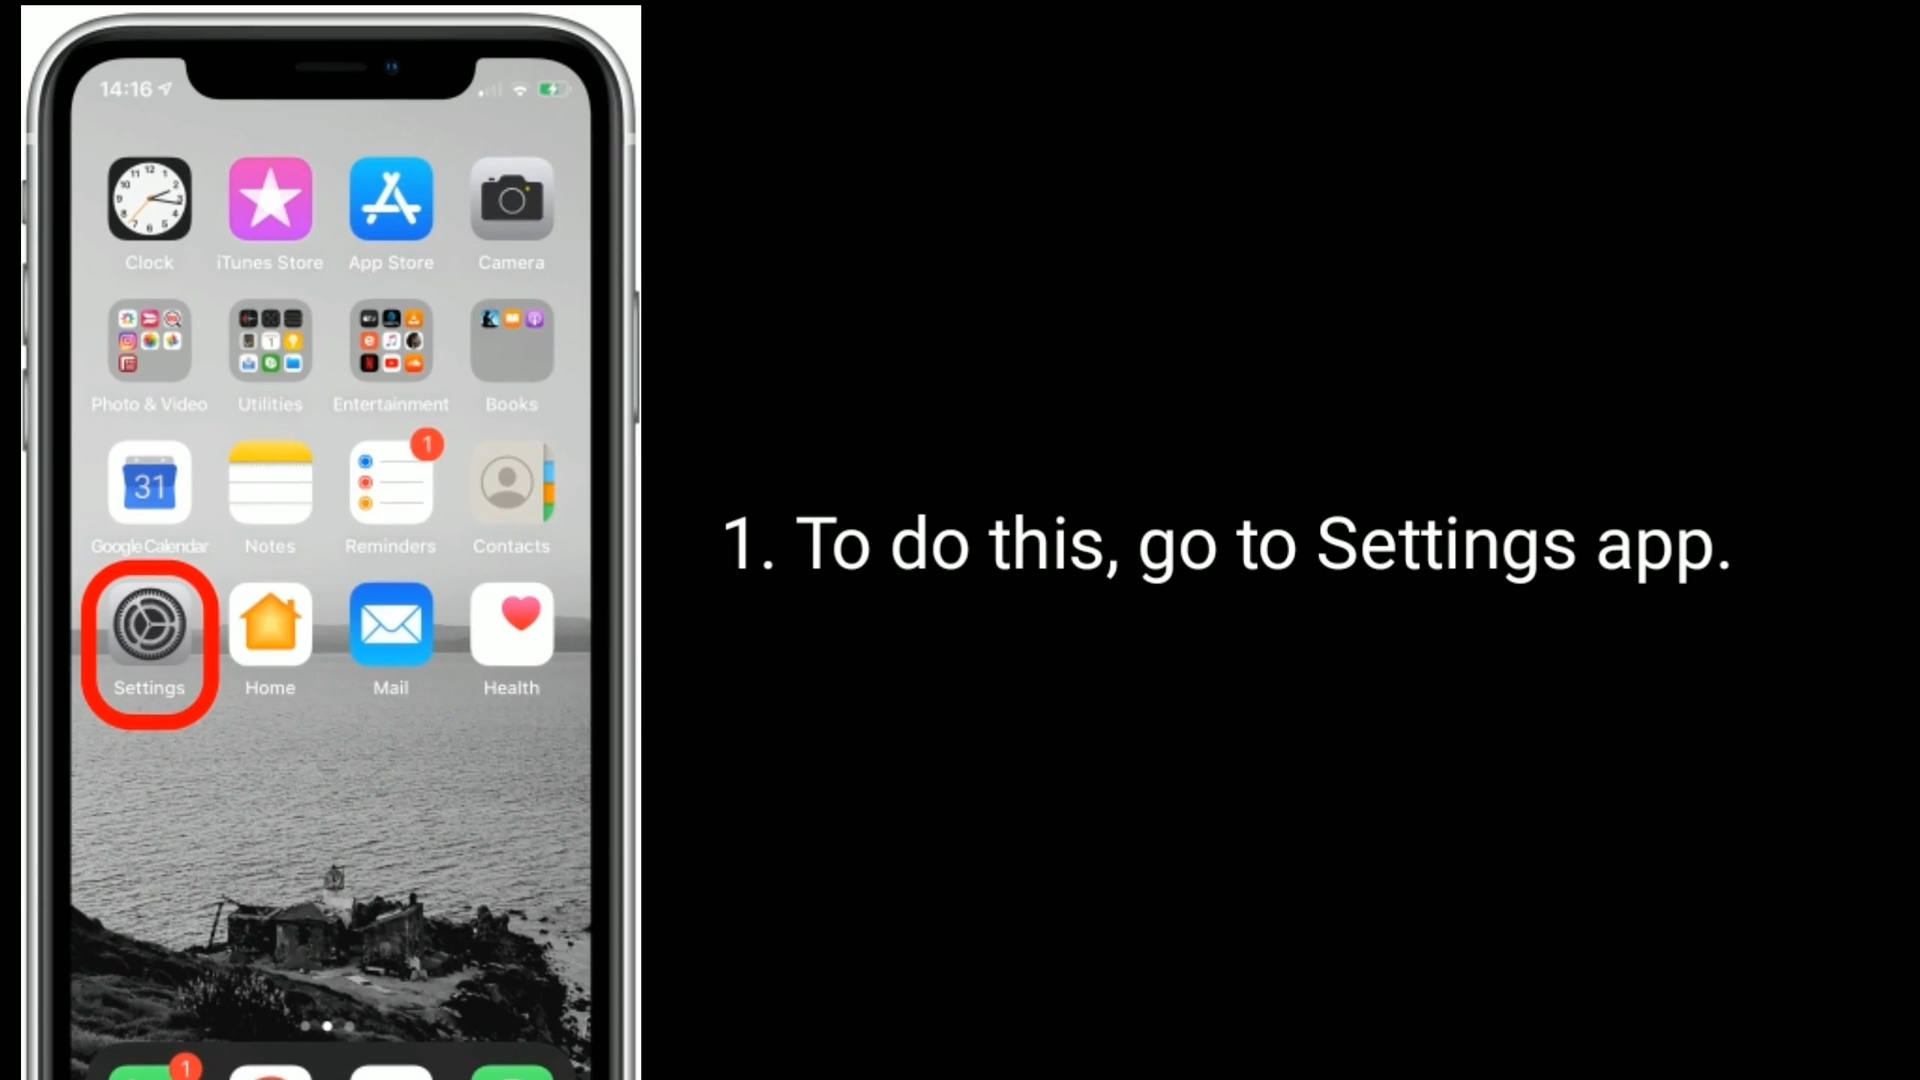 14:16
Clock iTunes Store App Store Camera
Photo & Video Utilities Entertainment Books
1
31
Google Calendar Notes Reminders Contacts
Settings Home Mail Health
1
1. To do this, go to Settings app.